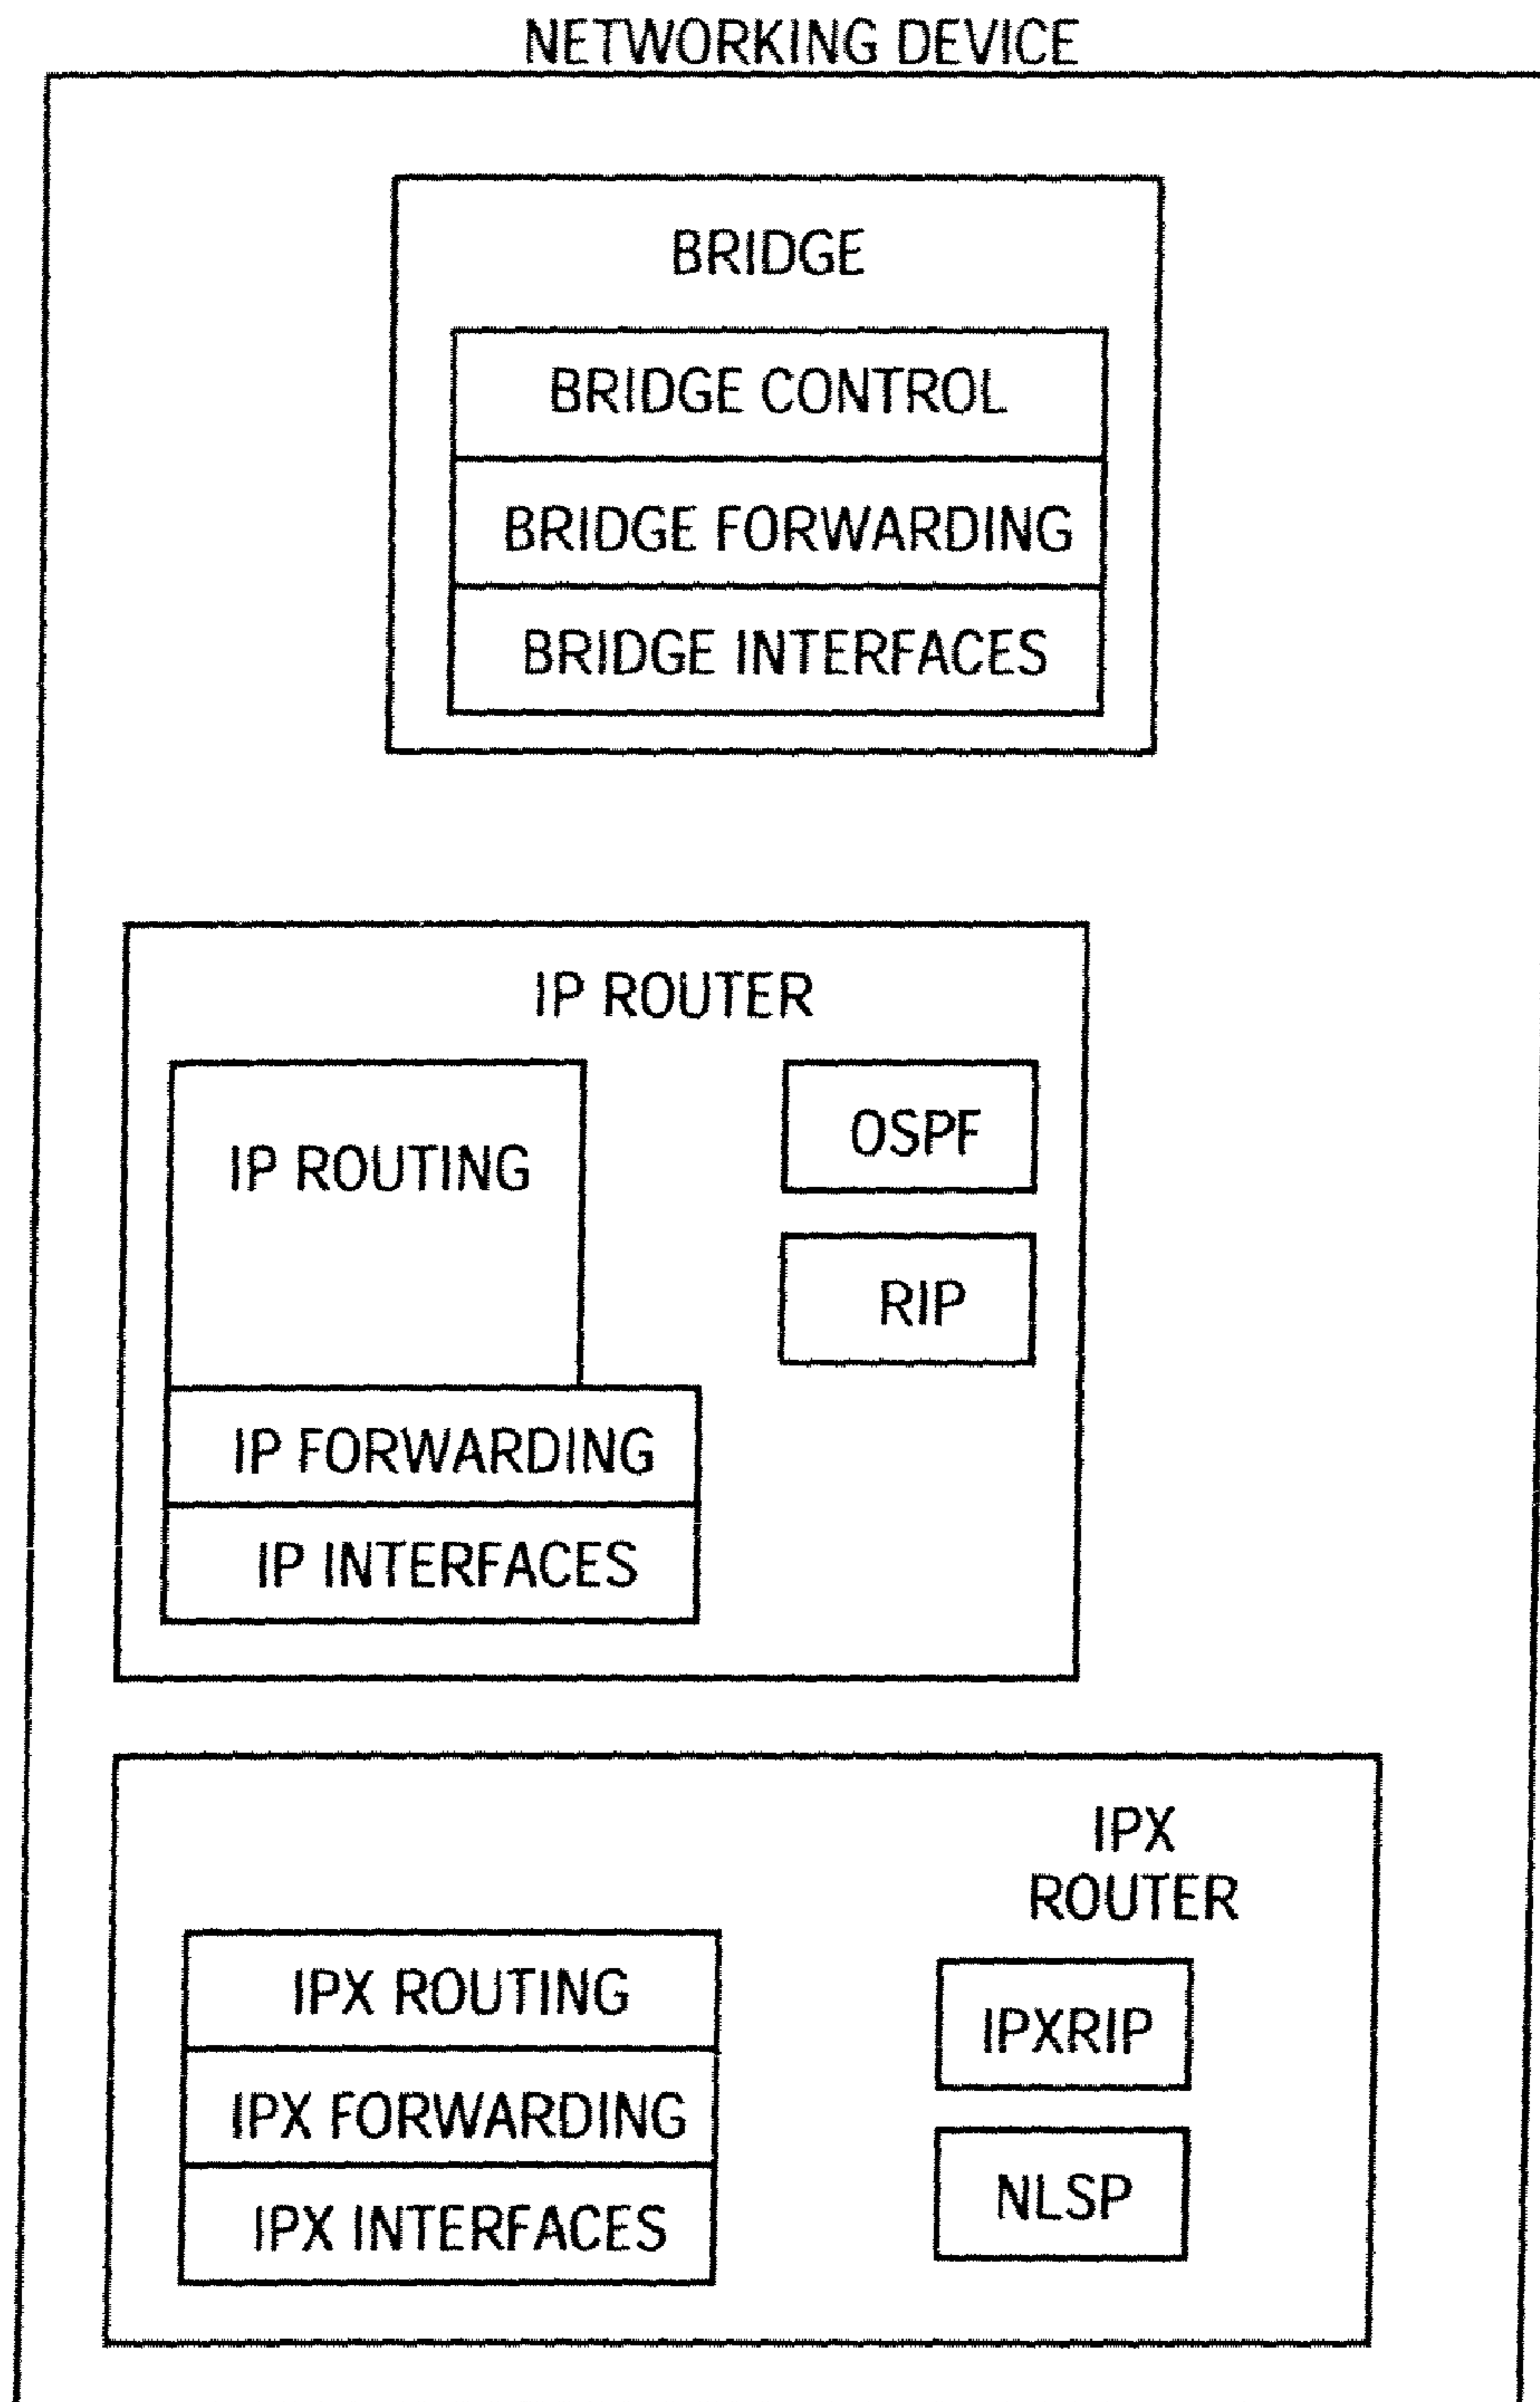 NETWORKING DEVICE
BRIDGE
BRIDGE CONTROL
BRIDGE FORWARDING
BRIDGE INTERFACES
IP ROUTER
IP ROUTING
OSPF
RIP
IP FORWARDING
IP INTERFACES
IPX
ROUTER
IPX ROUTING
IPX FORWARDING
IPX INTERFACES
IPXRIP
NLSP